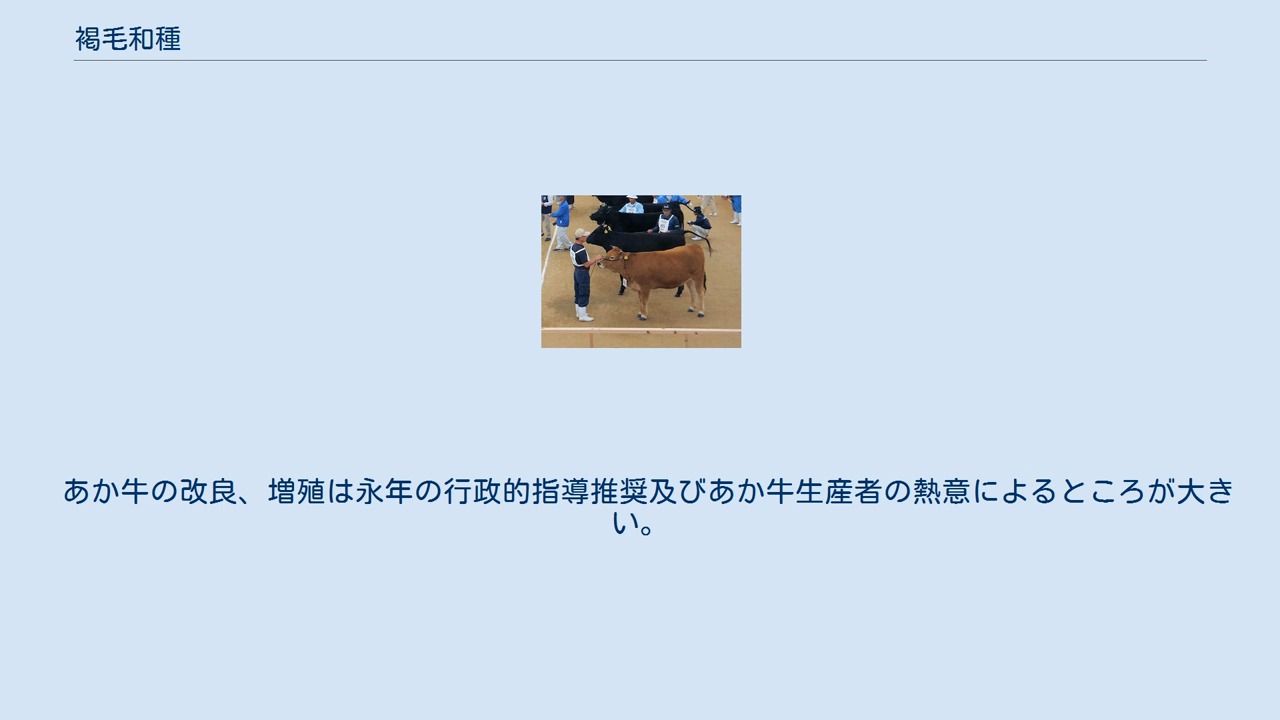 褐毛和種
あか牛の改良、増殖は永年の行政的指導推奨及びあか牛生産者の熱意によるところが大き
い。